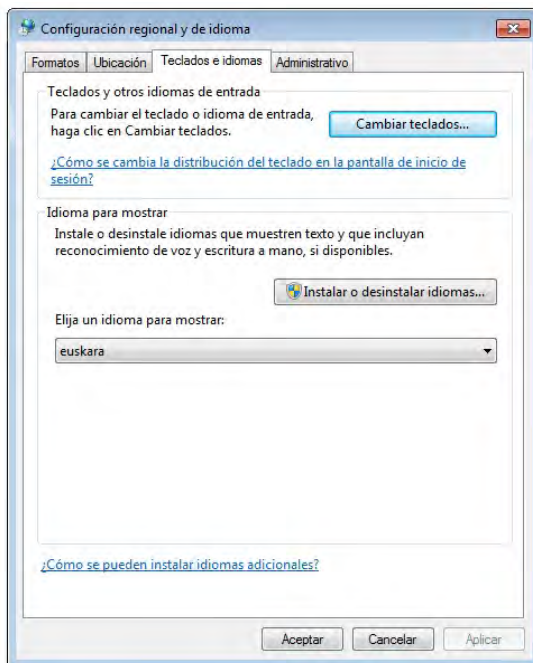 Configuración regional y de idioma
Formatos Ubicación Teclados e idiomas Administrativo
Teclados y otros idiomas de entrada
Para cambiar el teclado o idioma de entrada,
haga clic en Cambiar teclados.
Cambiar teclados...
¿Cómo se cambia la distribución del teclado en la pantalla de inicio de
sesión?
Idioma para mostrar
Instale o desinstale idiomas que muestren texto y que incluyan
reconocimiento de voz y escritura a mano, si disponibles.
Instalar o desinstalar idiomas...
Elija un idioma para mostrar:
euskara
¿Cómo se pueden instalar idiomas adicionales?
Aceptar Cancelar Aplicar